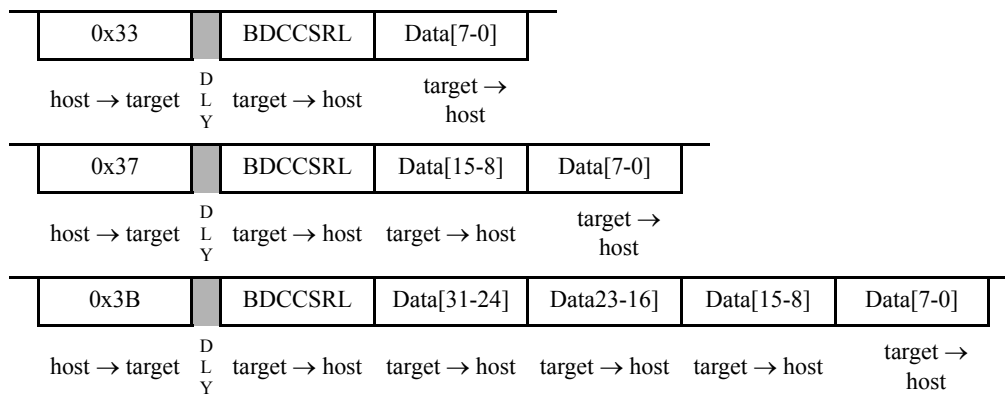 0x33 BDCCSRL Data[7-0]
host → target D L Y target → host target → host
0x37 BDCCSRL Data[15-8] Data[7-0]
host → target D L Y target → host target → host target → host
0x3B BDCCSRL Data[31-24] Data23-16] Data[15-8] Data[7-0]
host → target D L Y target → host target → host target → host target → host target → host